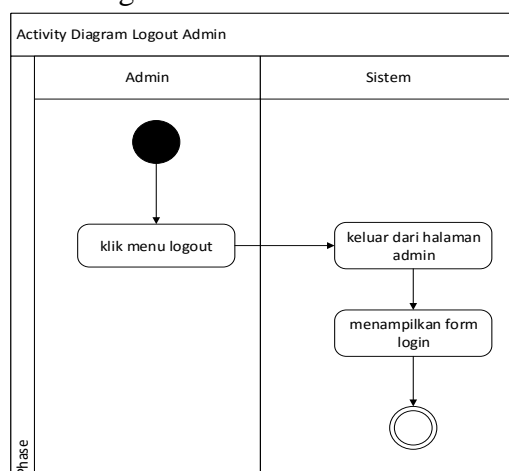 Activity Diagram Logout Admin
Admin
Sistem
klik menu logout
keluar dari halaman
admin
menampilkan form
login
Phase